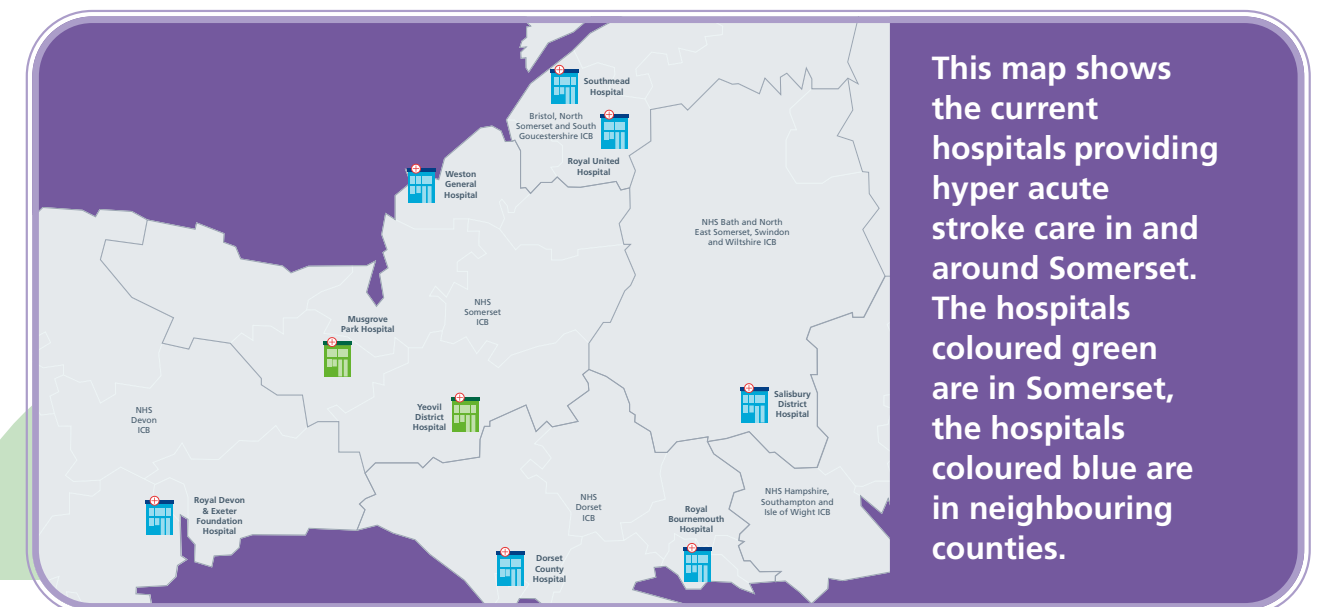 Southmead
Hospital
Bristol, North
Somerset and South
Goucestershire ICB
Royal United
Hospital
Weston
General
Hospital
NHS Bath and North
East Somerset, Swindon
and Wiltshire ICB
NHS
Somerset
ICB
Musgrove
Park Hospital
Yeovil
District
Hospital
Salisbury
District
Hospital
NHS
Devon
ICB
Royal Devon
& Exeter
Foundation
Hospital
NHS
Dorset
ICB
Royal
Bournemouth
Hospital
NHS Hampshire,
Southampton and
Isle of Wight ICB
Dorset
County
Hospital
This map shows
the current
hospitals providing
hyper acute
stroke care in and
around Somerset.
The hospitals
coloured green
are in Somerset,
the hospitals
coloured blue are
in neighbouring
counties.